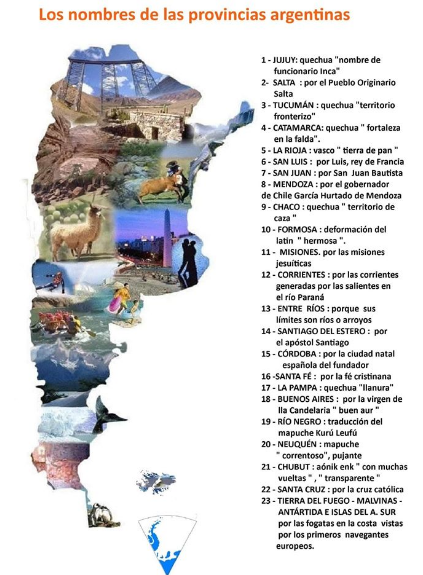 Los nombres de las provincias argentinas
1 - JUJUY: quechua "nombre de
funcionario Inca"
2- SALTA : por el Pueblo Originario
Salta
3 - TUCUMÁN : quechua "territorio
fronterizo"
4 - CATAMARCA: quechua " fortaleza
en la falda".
5 - LA RIOJA : vasco " tierra de pan "
6 - SAN LUIS : por Luis, rey de Francia
7 - SAN JUAN : por San Juan Bautista
8 - MENDOZA : por el gobernador
de Chile García Hurtado de Mendoza
9 - CHACO : quechua " territorio de
caza "
10 - FORMOSA : deformación del
latin " hermosa ".
11 - MISIONES. por las misiones
jesuíticas
12 - CORRIENTES : por las corrientes
generadas por las salientes en
el río Paraná
13 - ENTRE RÍOS : porque sus
límites son ríos o arroyos
14 - SANTIAGO DEL ESTERO : por
el apóstol Santiago
15 - CÓRDOBA : por la ciudad natal
española del fundador
16 -SANTA FÉ : por la fé cristinana
17 - LA PAMPA : quechua "llanura"
18 - BUENOS AIRES : por la virgen de
lla Candelaria " buen aur "
19 - RÍO NEGRO : traducción del
mapuche Kurú Leufú
20 - NEUQUÉN : mapuche
" correntoso", pujante
21 - CHUBUT : aónik enk " con muchas
vueltas " , " transparente "
22 - SANTA CRUZ : por la cruz católica
23 - TIERRA DEL FUEGO - MALVINAS -
ANTÁRTIDA E ISLAS DEL A. SUR
por las fogatas en la costa vistas
por los primeros navegantes
europeos.